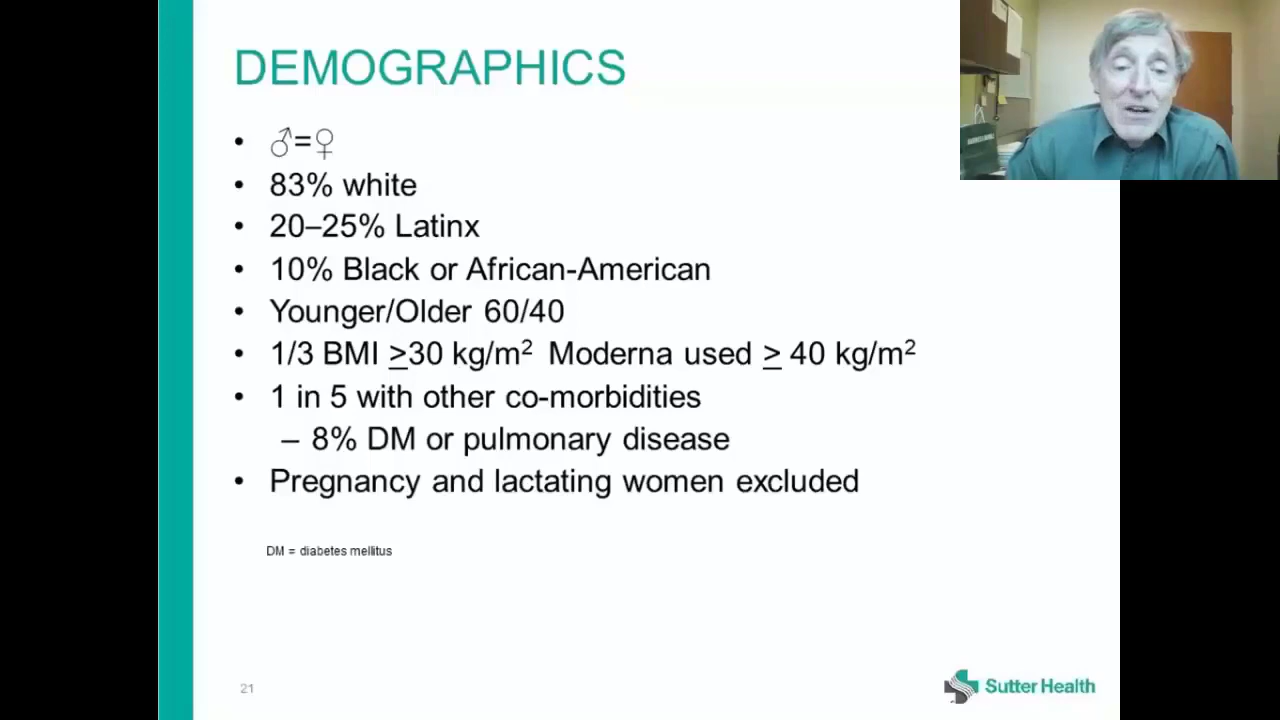 DEMOGRAPHICS
• ♂=♀
• 83% white
• 20–25% Latinx
• 10% Black or African-American
• Younger/Older 60/40
• 1/3 BMI ≥30 kg/m² Moderna used ≥ 40 kg/m²
• 1 in 5 with other co-morbidities
– 8% DM or pulmonary disease
• Pregnancy and lactating women excluded
DM = diabetes mellitus
21
Sutter Health